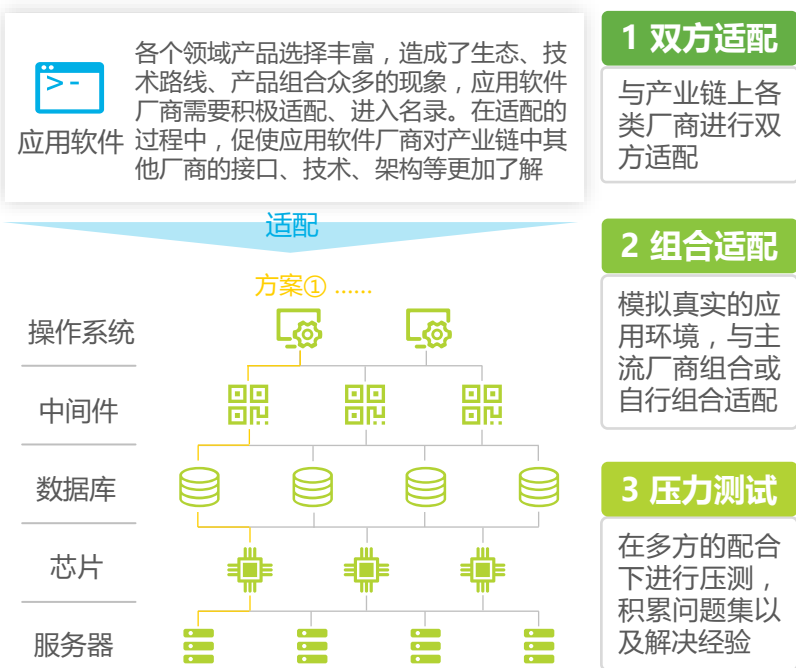 >-
应用软件
各个领域产品选择丰富，造成了生态、技
术路线、产品组合众多的现象，应用软件
厂商需要积极适配、进入名录。在适配的
过程中，促使应用软件厂商对产业链中其
他厂商的接口、技术、架构等更加了解
适配
方案① ......
操作系统
中间件
数据库
芯片
服务器
1 双方适配
与产业链上各
类厂商进行双
方适配
2 组合适配
模拟真实的应
用环境，与主
流厂商组合或
自行组合适配
3 压力测试
在多方的配合
下进行压测，
积累问题集以
及解决经验